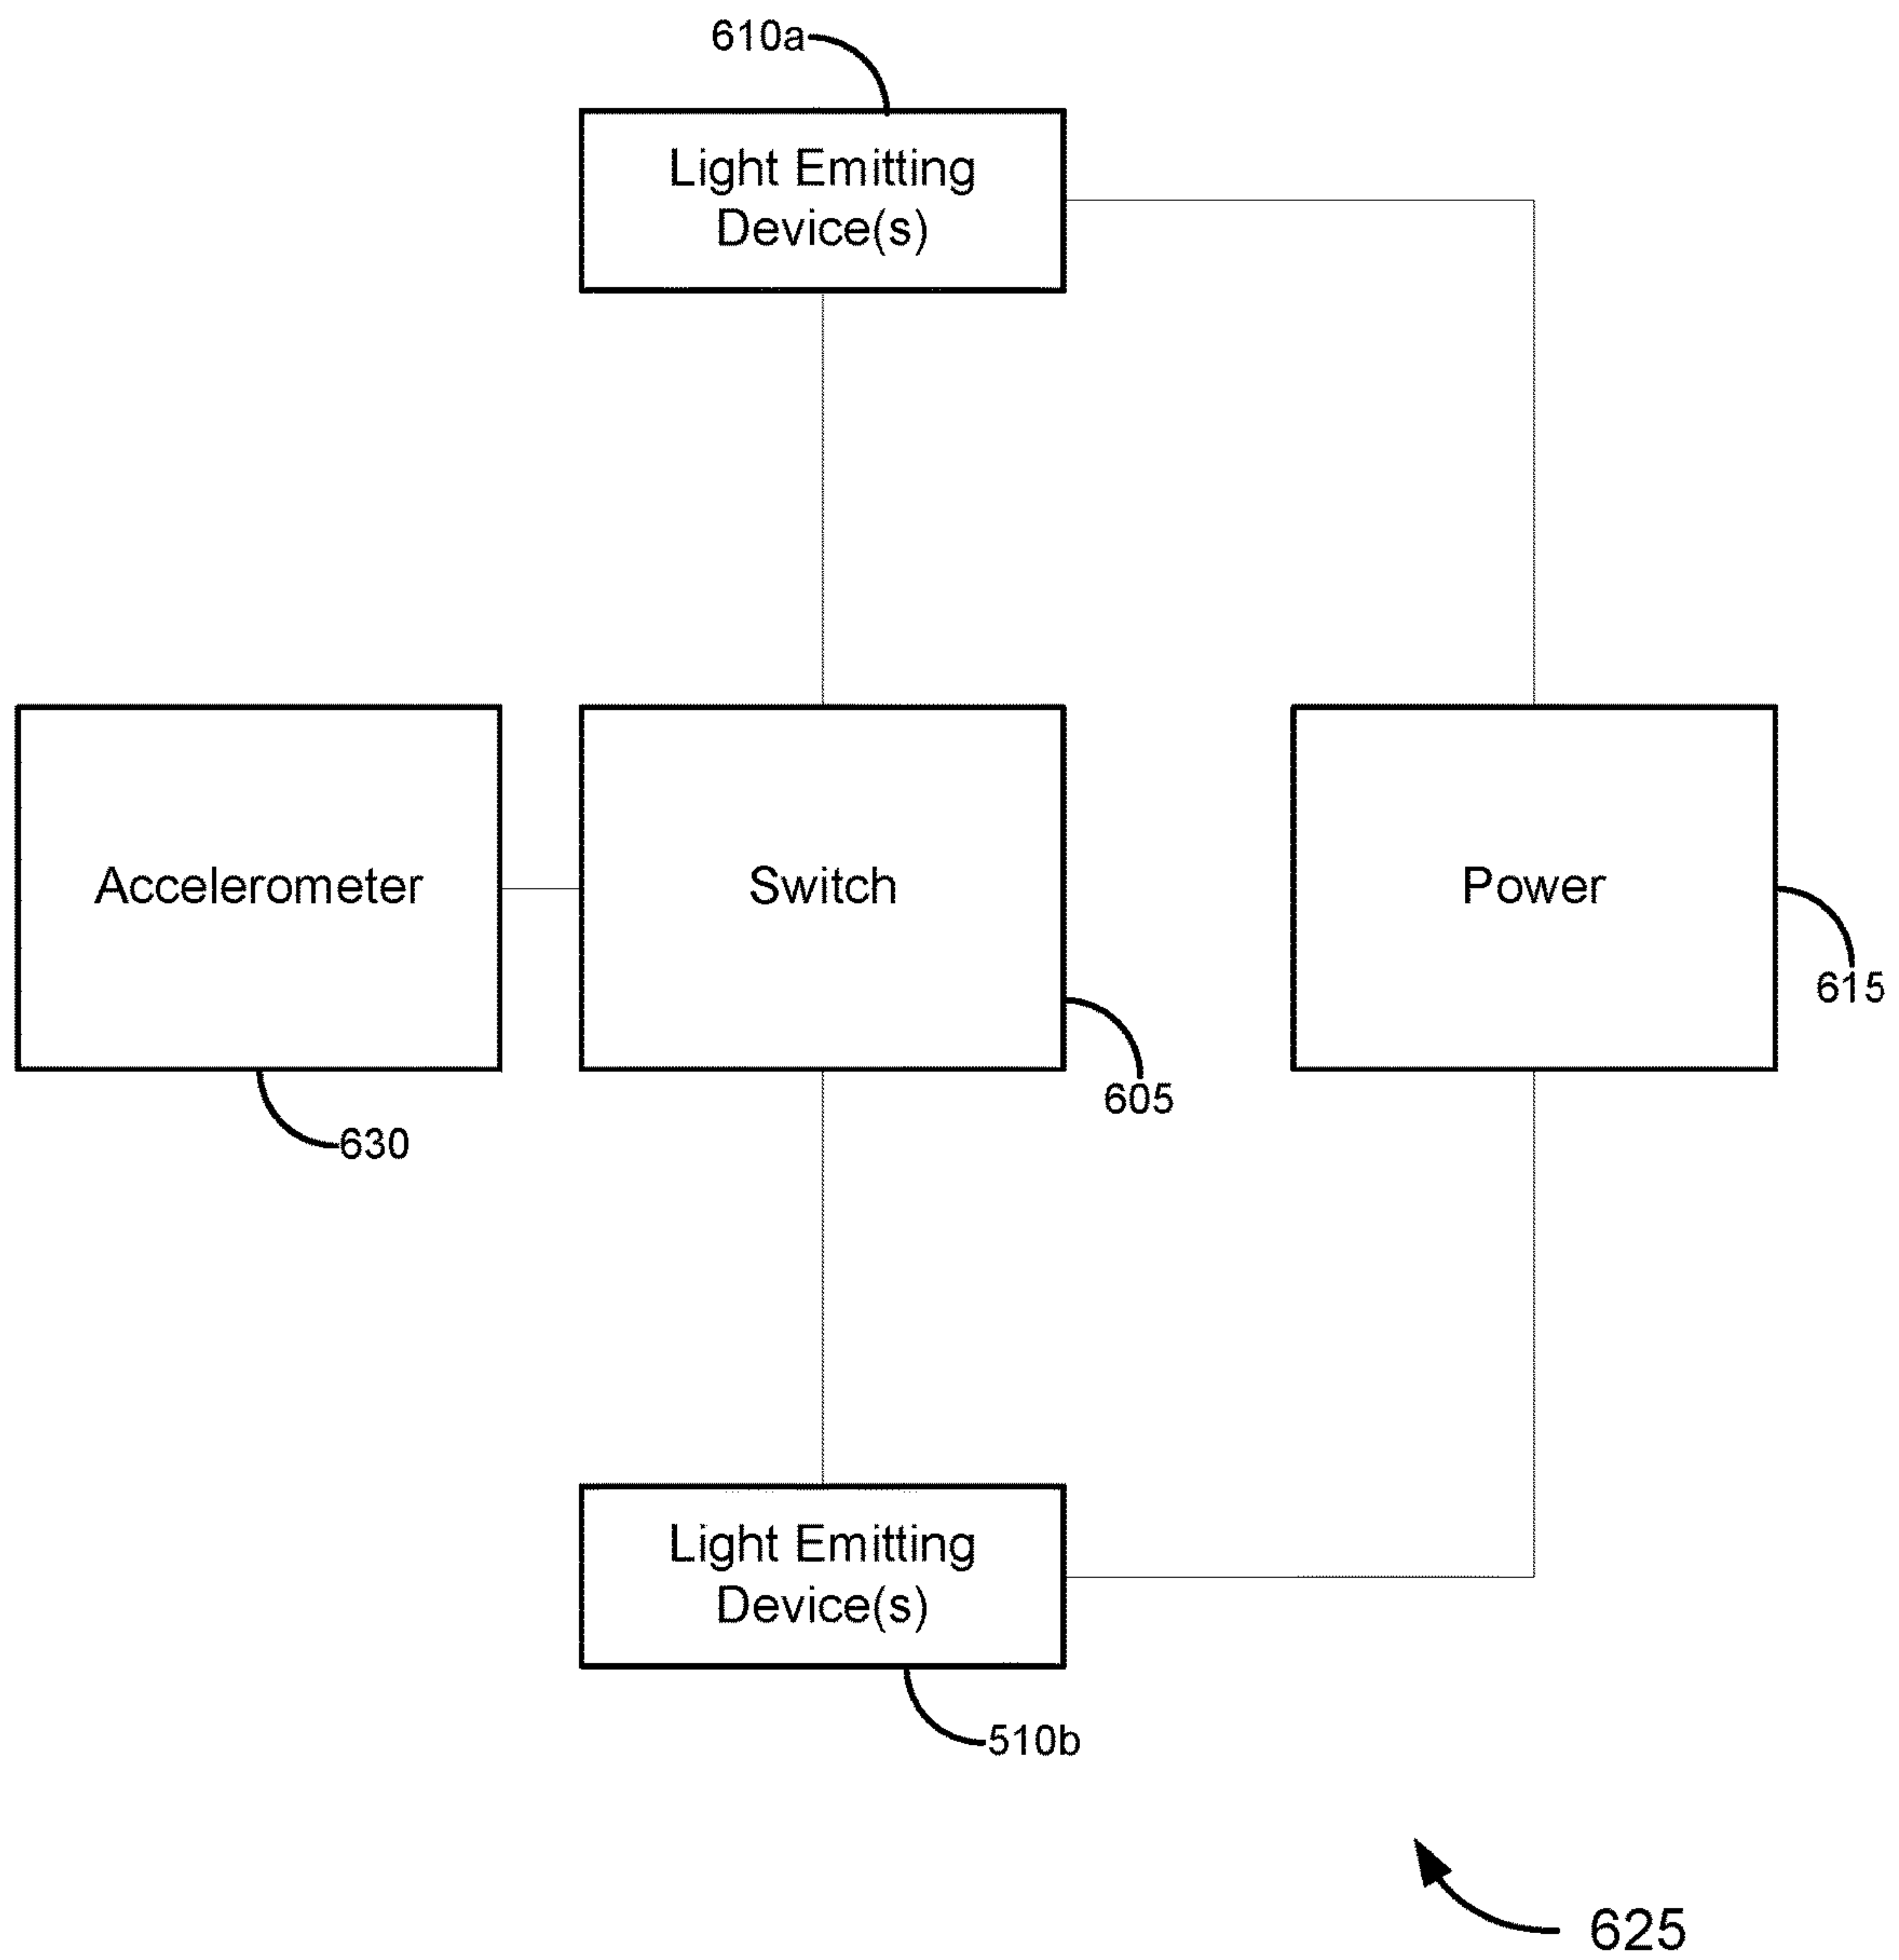 610a
Light Emitting
Device(s)
Accelerometer
Switch
Power
615
605
630
Light Emitting
Device(s)
510b
625